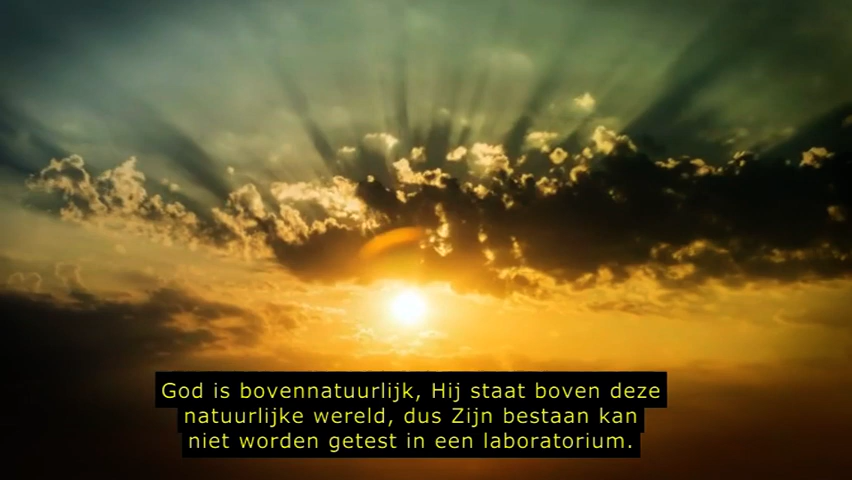 God is bovennatuurlijk, Hij staat boven deze
natuurlijke wereld, dus Zijn bestaan kan
niet worden getest in een laboratorium.